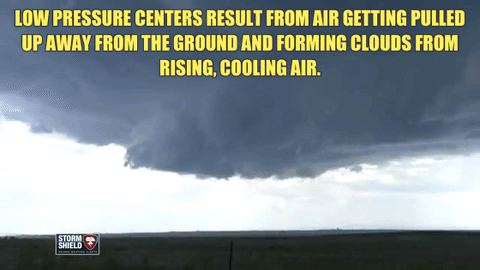 LOW PRESSURE CENTERS RESULT FROM AIR GETTING PULLED
UP AWAY FROM THE GROUND AND FORMING CLOUDS FROM
RISING, COOLING AIR.
STORM
SHIELD